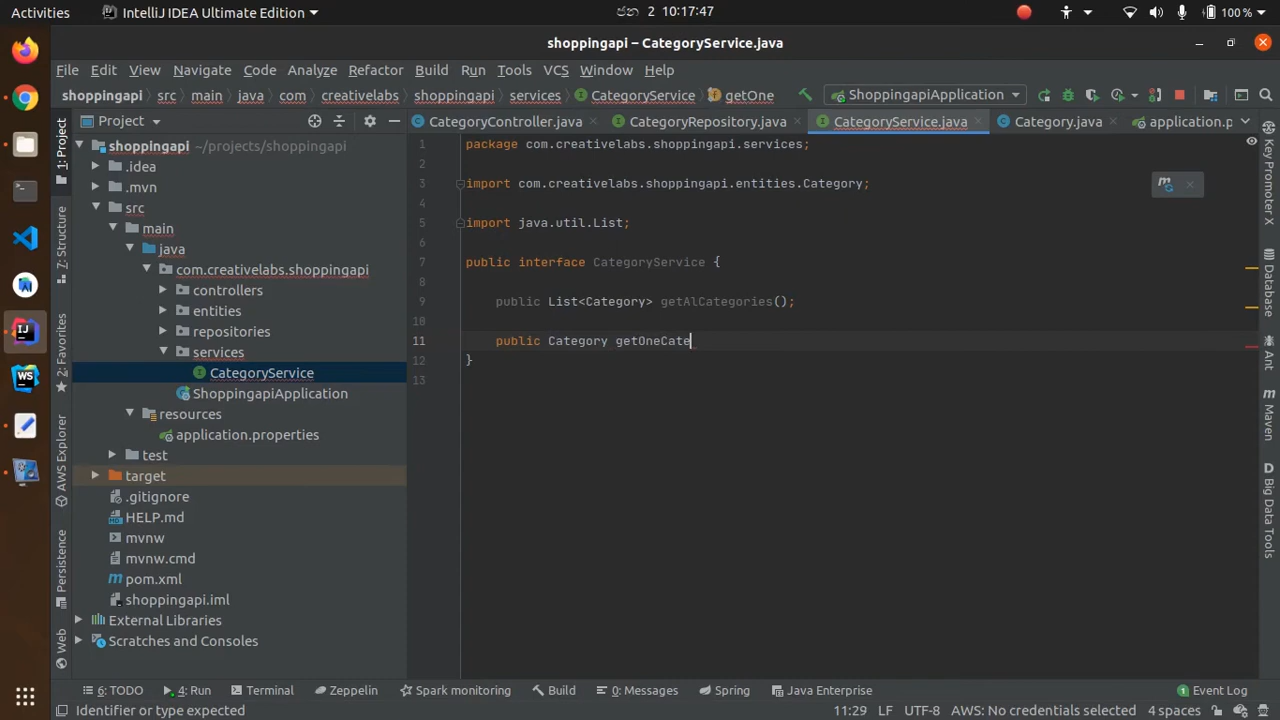 Activities
IntelliJ IDEA Ultimate Edition
ජන 2 10:17:47
100 %
shoppingapi – CategoryService.java
File Edit View Navigate Code Analyze Refactor Build Run Tools VCS Window Help
shoppingapi src main java com creativelabs shoppingapi services CategoryService getOne
ShoppingapiApplication
Project
CategoryController.java
CategoryRepository.java
CategoryService.java
Category.java
application.p
1: Project
7: Structure
2: Favorites
AWS Explorer
Persistence
Web
shoppingapi ~/projects/shoppingapi
.idea
.mvn
src
main
java
com.creativelabs.shoppingapi
controllers
entities
repositories
services
CategoryService
ShoppingapiApplication
resources
application.properties
test
target
.gitignore
HELP.md
mvnw
mvnw.cmd
pom.xml
shoppingapi.iml
External Libraries
Scratches and Consoles
1 package com.creativelabs.shoppingapi.services;
2
3 import com.creativelabs.shoppingapi.entities.Category;
4
5 import java.util.List;
6
7 public interface CategoryService {
8
9 public List<Category> getAlCategories();
10
11 public Category getOneCate
12 }
13
Key Promoter X
Database
Ant
Maven
Big Data Tools
6: TODO
4: Run
Terminal
Zeppelin
Spark monitoring
Build
0: Messages
Spring
Java Enterprise
1 Event Log
Identifier or type expected
11:29 LF UTF-8 AWS: No credentials selected 4 spaces